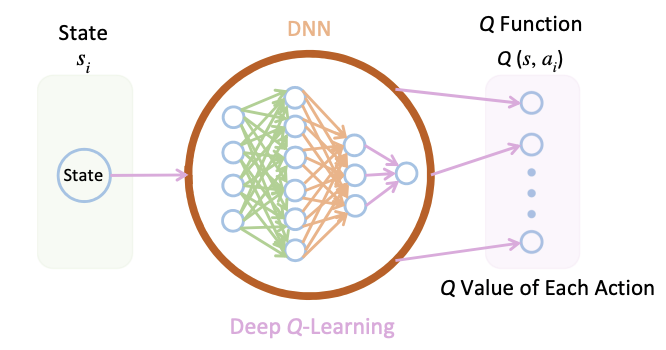 State
s_i
State
DNN
Deep Q-Learning
Q Function
Q (s, a_i)
Q Value of Each Action